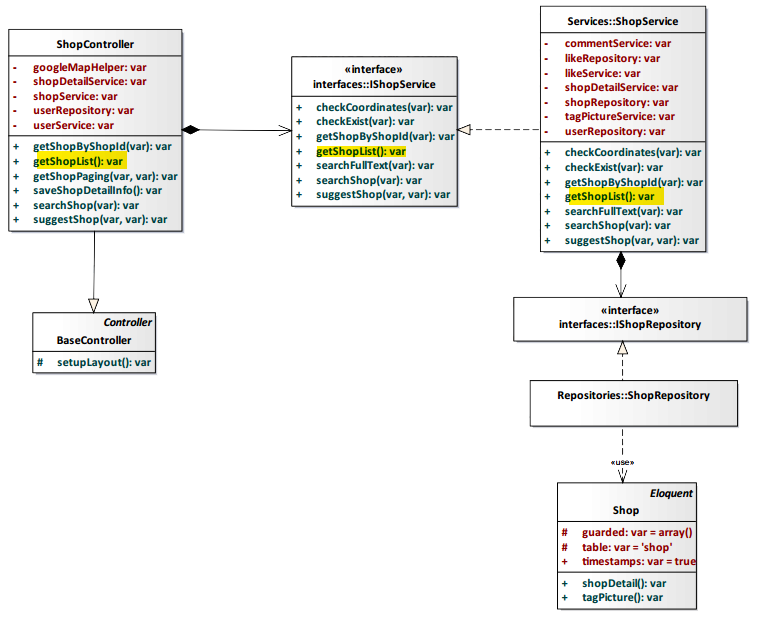 ShopController
- googleMapHelper: var
- shopDetailService: var
- shopService: var
- userRepository: var
- userService: var
+ getShopByShopId(var): var
+ getShopList(): var
+ getShopPaging(var, var): var
+ saveShopDetailInfo(): var
+ searchShop(var): var
+ suggestShop(var, var): var
«interface»
interfaces::IShopService
+ checkCoordinates(var): var
+ checkExist(var): var
+ getShopByShopId(var): var
+ getShopList(): var
+ searchFullText(var): var
+ searchShop(var): var
+ suggestShop(var, var): var
Services::ShopService
- commentService: var
- likeRepository: var
- likeService: var
- shopDetailService: var
- shopRepository: var
- tagPictureService: var
- userRepository: var
+ checkCoordinates(var): var
+ checkExist(var): var
+ getShopByShopId(var): var
+ getShopList(): var
+ searchFullText(var): var
+ searchShop(var): var
+ suggestShop(var, var): var
Controller
BaseController
# setupLayout(): var
«interface»
interfaces::IShopRepository
Repositories::ShopRepository
«use»
Eloquent
Shop
# guarded: var = array()
# table: var = 'shop'
+ timestamps: var = true
+ shopDetail(): var
+ tagPicture(): var